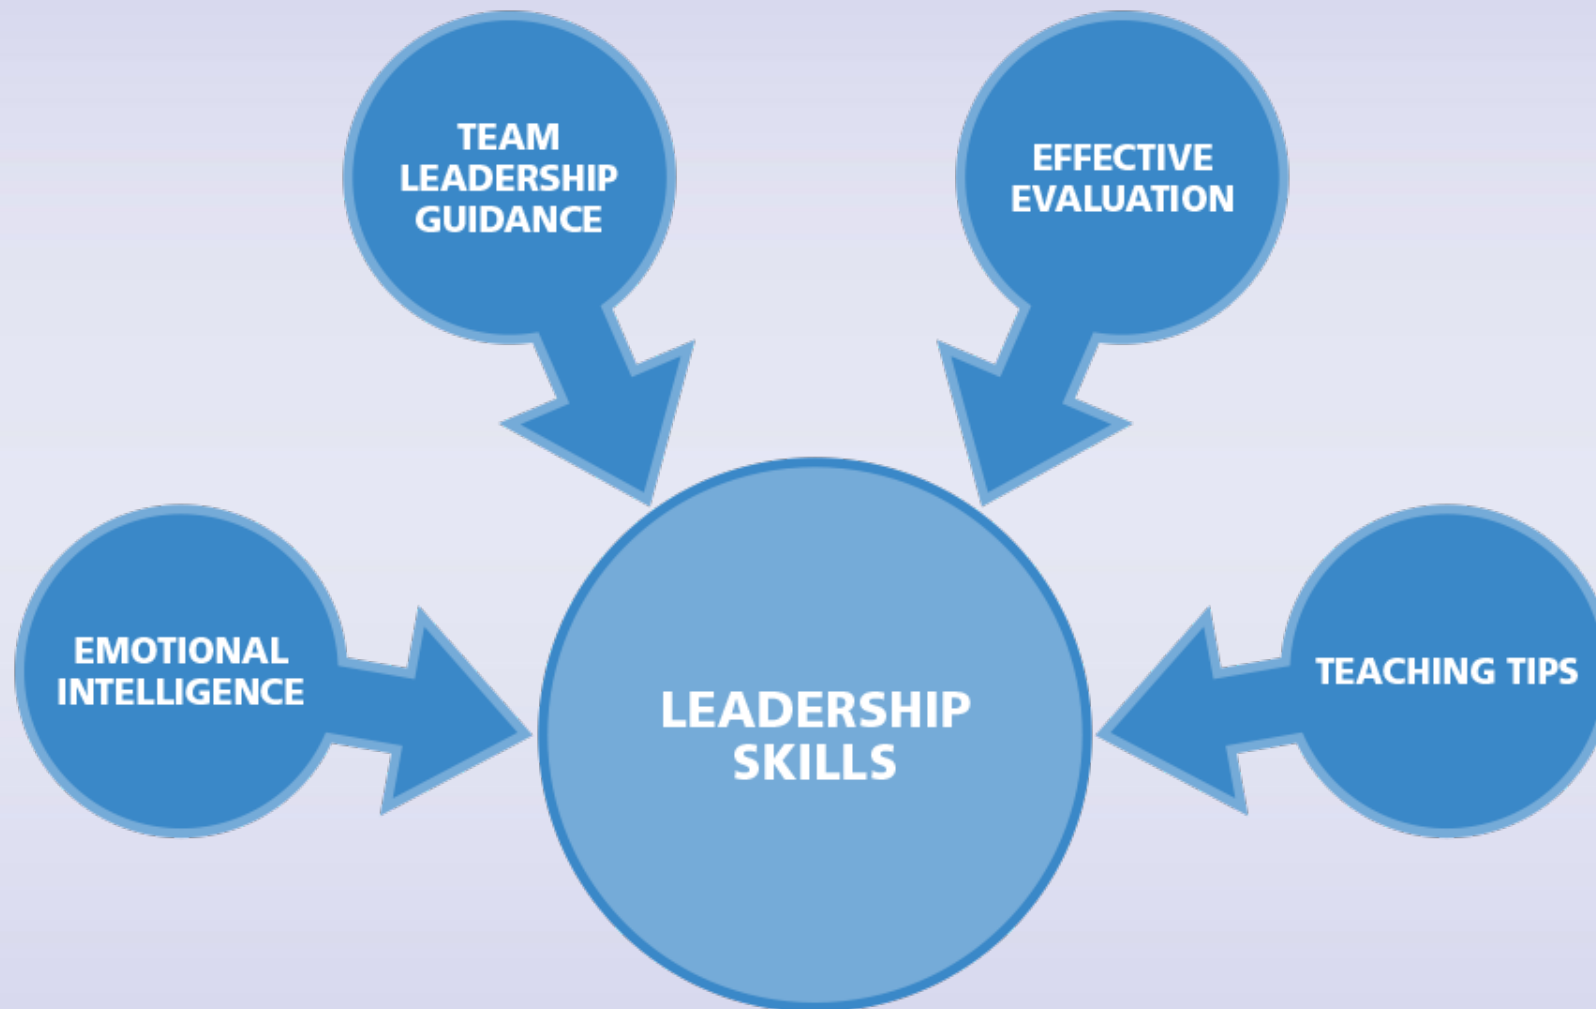 TEAM
LEADERSHIP
GUIDANCE
EFFECTIVE
EVALUATION
EMOTIONAL
INTELLIGENCE
LEADERSHIP
SKILLS
TEACHING TIPS